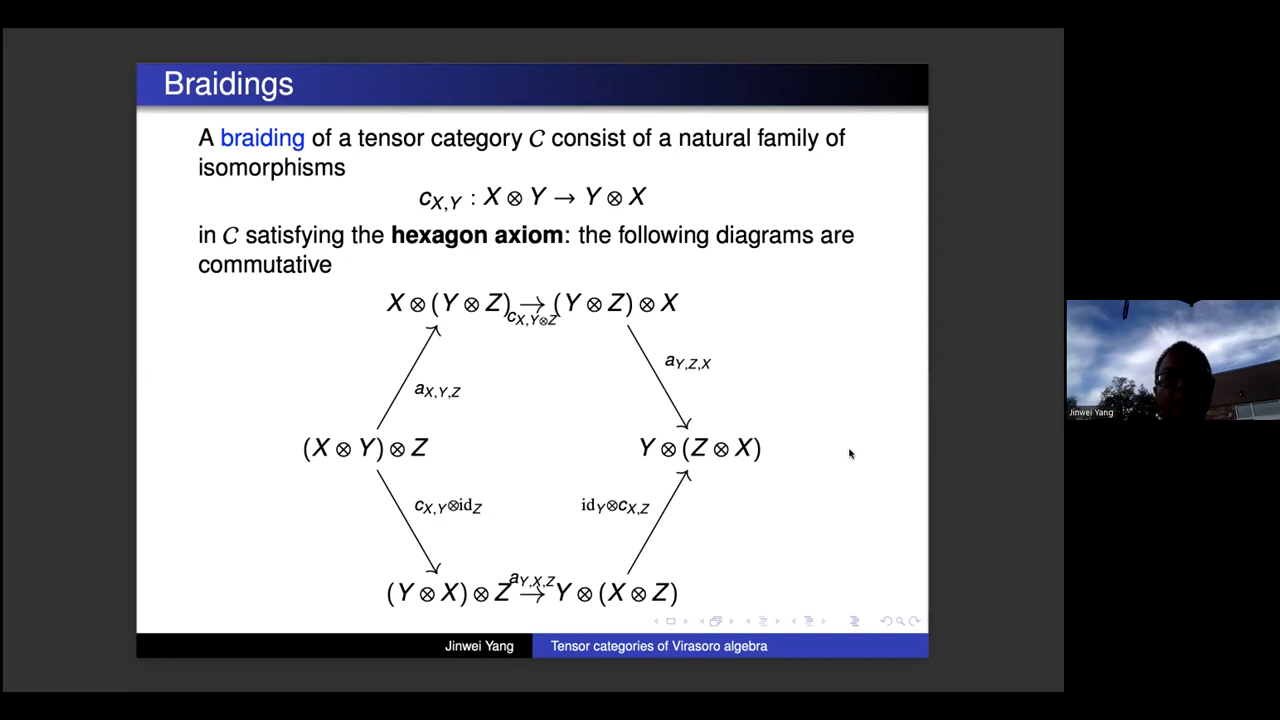 Braidings
A braiding of a tensor category 𝒞 consist of a natural family of
isomorphisms
c_{X,Y} : X ⊗ Y → Y ⊗ X
in 𝒞 satisfying the hexagon axiom: the following diagrams are
commutative
X ⊗ (Y ⊗ Z) → (Y ⊗ Z) ⊗ X
c_{X,Y⊗Z}
a_{Y,Z,X}
a_{X,Y,Z}
(X ⊗ Y) ⊗ Z
Y ⊗ (Z ⊗ X)
c_{X,Y}⊗id_Z
id_Y⊗c_{X,Z}
a_{Y,X,Z}
(Y ⊗ X) ⊗ Z → Y ⊗ (X ⊗ Z)
Jinwei Yang
Tensor categories of Virasoro algebra
Jinwei Yang